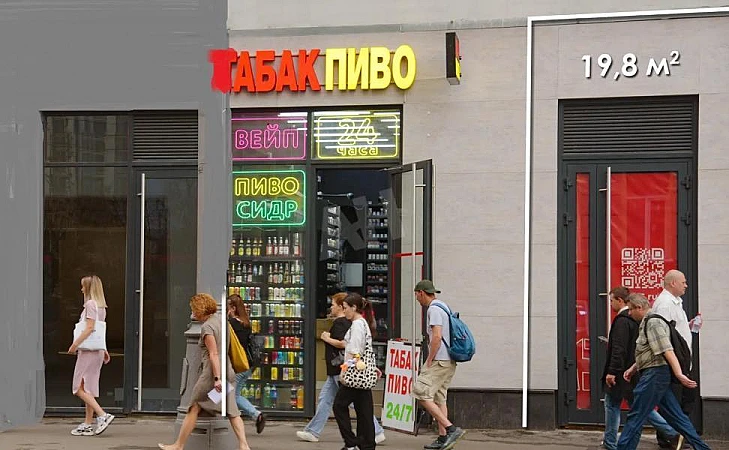 ТАБАК ПИВО
19,8 м²
ВЕЙП
24
часа
ПИВО
СИДР
ТАБАК
ПИВО
24/7